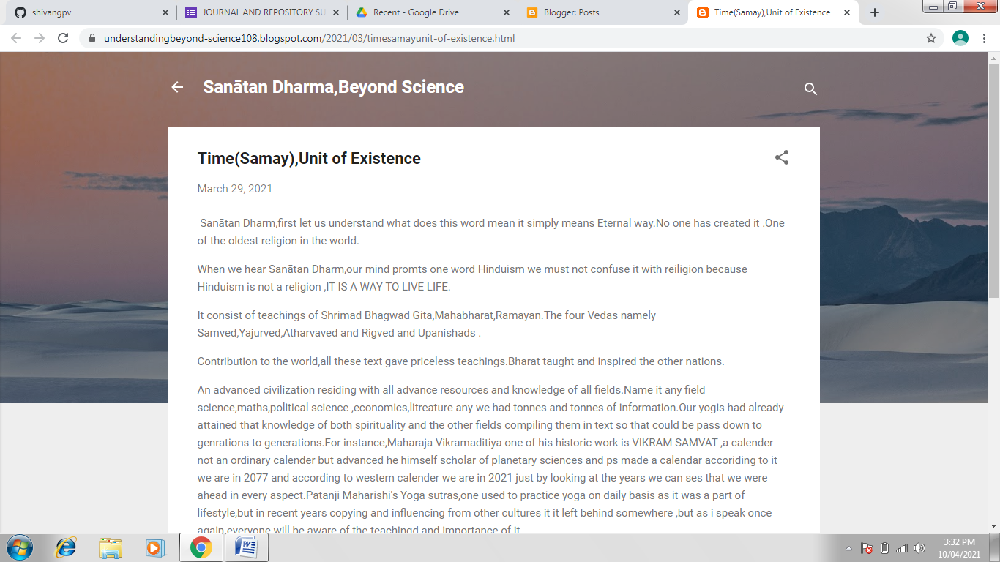 shivangpv
JOURNAL AND REPOSITORY SU
Recent - Google Drive
Blogger: Posts
Time(Samay),Unit of Existence
understandingbeyond-science108.blogspot.com/2021/03/timesamayunit-of-existence.html
Sanātan Dharma,Beyond Science
Time(Samay),Unit of Existence
March 29, 2021
Sanātan Dharm,first let us understand what does this word mean it simply means Eternal way.No one has created it .One
of the oldest religion in the world.
When we hear Sanātan Dharm,our mind promts one word Hinduism we must not confuse it with reiligion because
Hinduism is not a religion ,IT IS A WAY TO LIVE LIFE.
It consist of teachings of Shrimad Bhagwad Gita,Mahabharat,Ramayan.The four Vedas namely
Samved,Yajurved,Atharvaved and Rigved and Upanishads .
Contribution to the world,all these text gave priceless teachings.Bharat taught and inspired the other nations.
An advanced civilization residing with all advance resources and knowledge of all fields.Name it any field
science,maths,political science ,economics,litreature any we had tonnes and tonnes of information.Our yogis had already
attained that knowledge of both spirituality and the other fields compiling them in text so that could be pass down to
genrations to generations.For instance,Maharaja Vikramaditiya one of his historic work is VIKRAM SAMVAT ,a calender
not an ordinary calender but advanced he himself scholar of planetary sciences and ps made a calendar accoriding to it
we are in 2077 and according to western calender we are in 2021 just by looking at the years we can ses that we were
ahead in every aspect.Patanji Maharishi's Yoga sutras,one used to practice yoga on daily basis as it was a part of
lifestyle,but in recent years copying and influencing from other cultures it it left behind somewhere ,but as i speak once
again everyone will be aware of the teachingd and importance of it
3:32 PM
10/04/2021